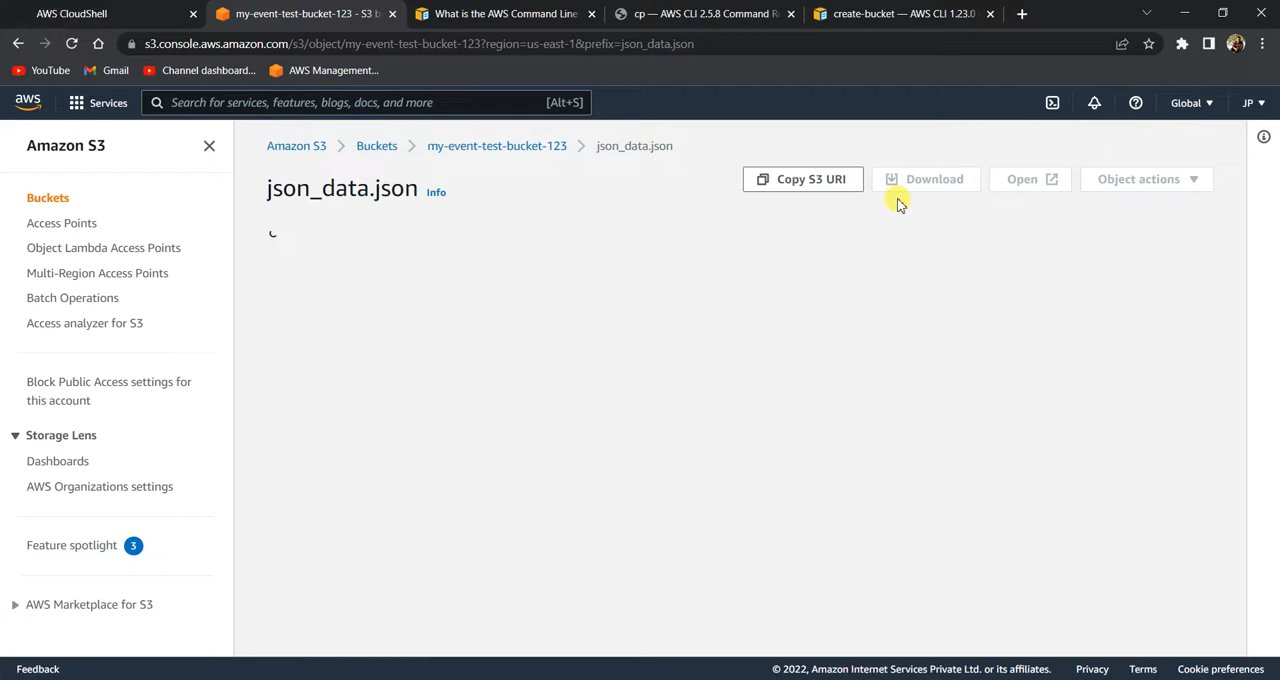 AWS CloudShell
my-event-test-bucket-123 - S3 b
What is the AWS Command Line
cp — AWS CLI 2.5.8 Command R
create-bucket — AWS CLI 1.23.0
s3.console.aws.amazon.com/s3/object/my-event-test-bucket-123?region=us-east-1&prefix=json_data.json
YouTube
Gmail
Channel dashboard...
AWS Management...
aws
Services
Search for services, features, blogs, docs, and more
[Alt+S]
Global
JP
Amazon S3
Buckets
Access Points
Object Lambda Access Points
Multi-Region Access Points
Batch Operations
Access analyzer for S3
Block Public Access settings for
this account
Storage Lens
Dashboards
AWS Organizations settings
Feature spotlight 3
AWS Marketplace for S3
Amazon S3 > Buckets > my-event-test-bucket-123 > json_data.json
json_data.json Info
Copy S3 URI
Download
Open
Object actions
Feedback
© 2022, Amazon Internet Services Private Ltd. or its affiliates.
Privacy
Terms
Cookie preferences